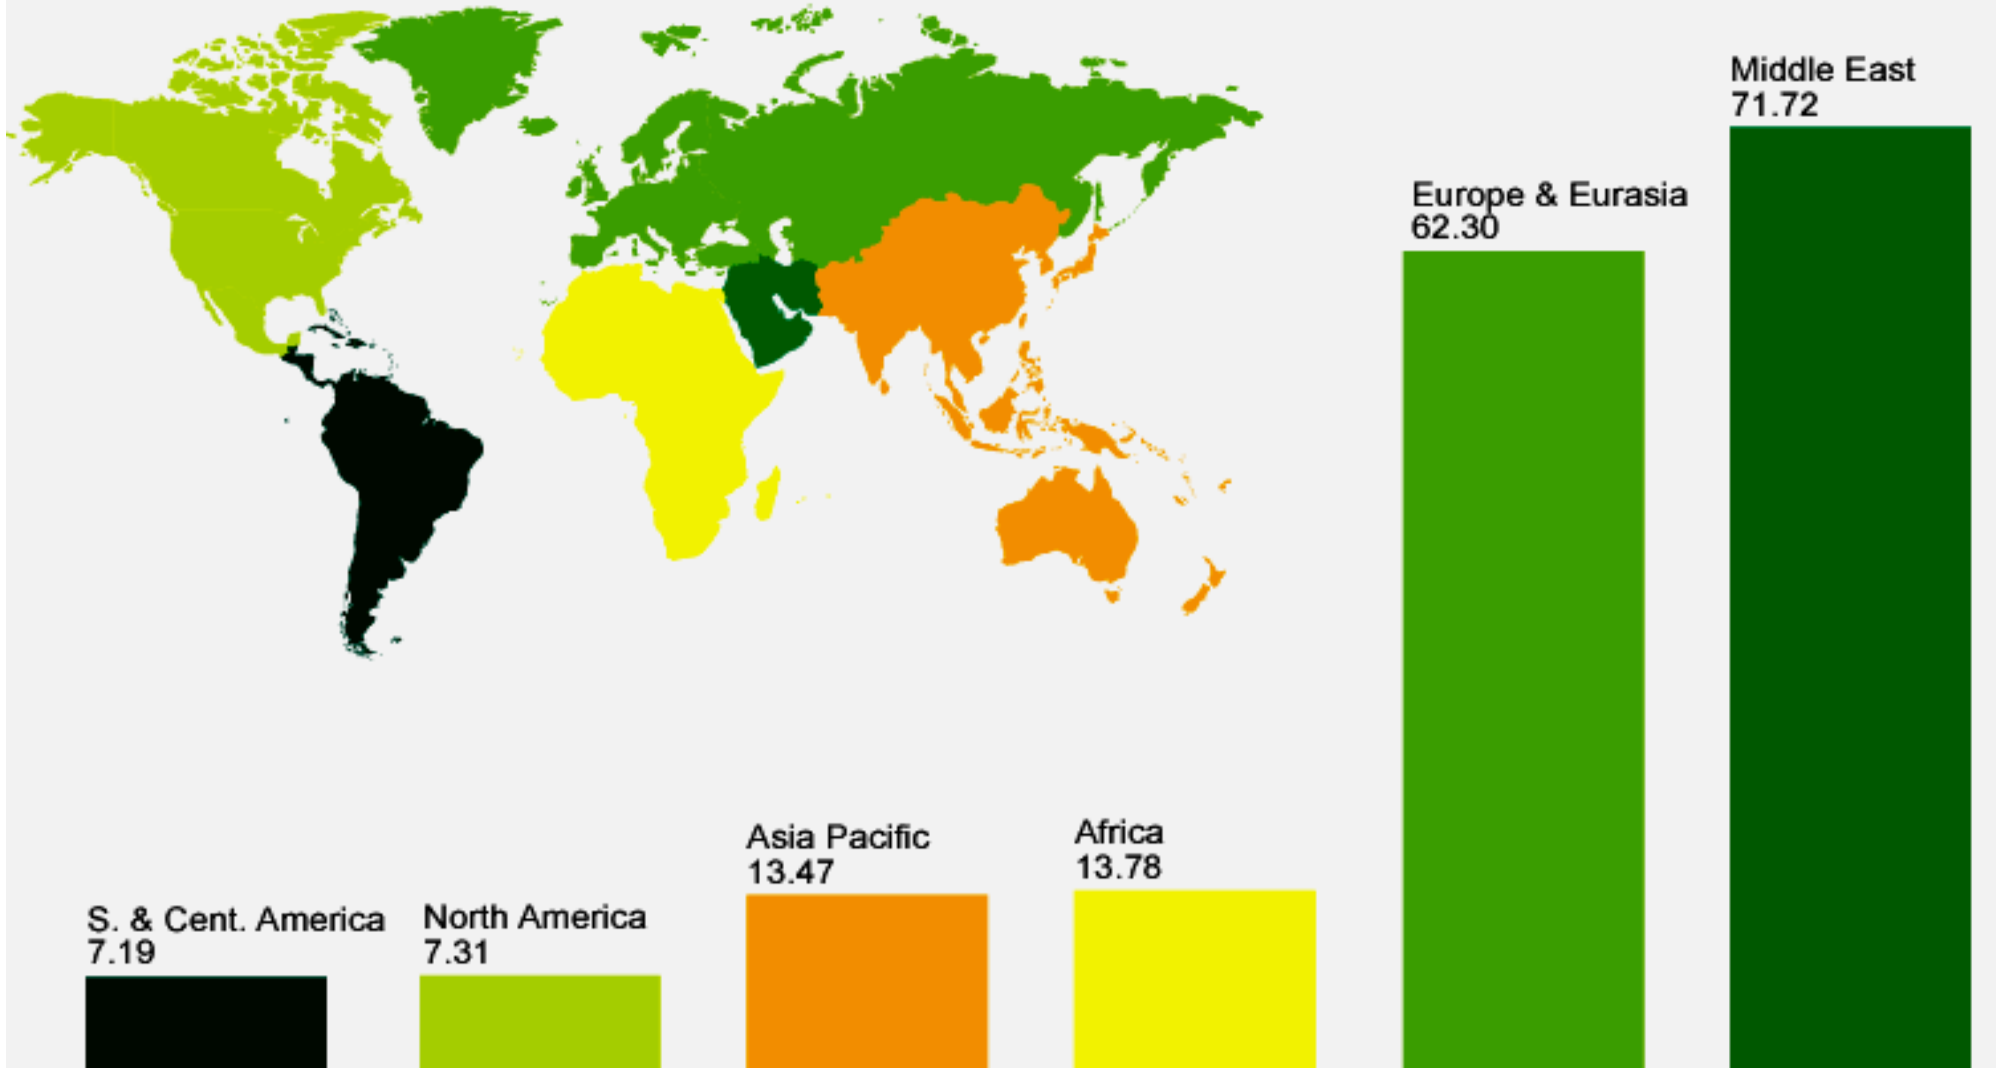 Middle East
71.72
Europe & Eurasia
62.30
Asia Pacific
13.47
Africa
13.78
S. & Cent. America
7.19
North America
7.31